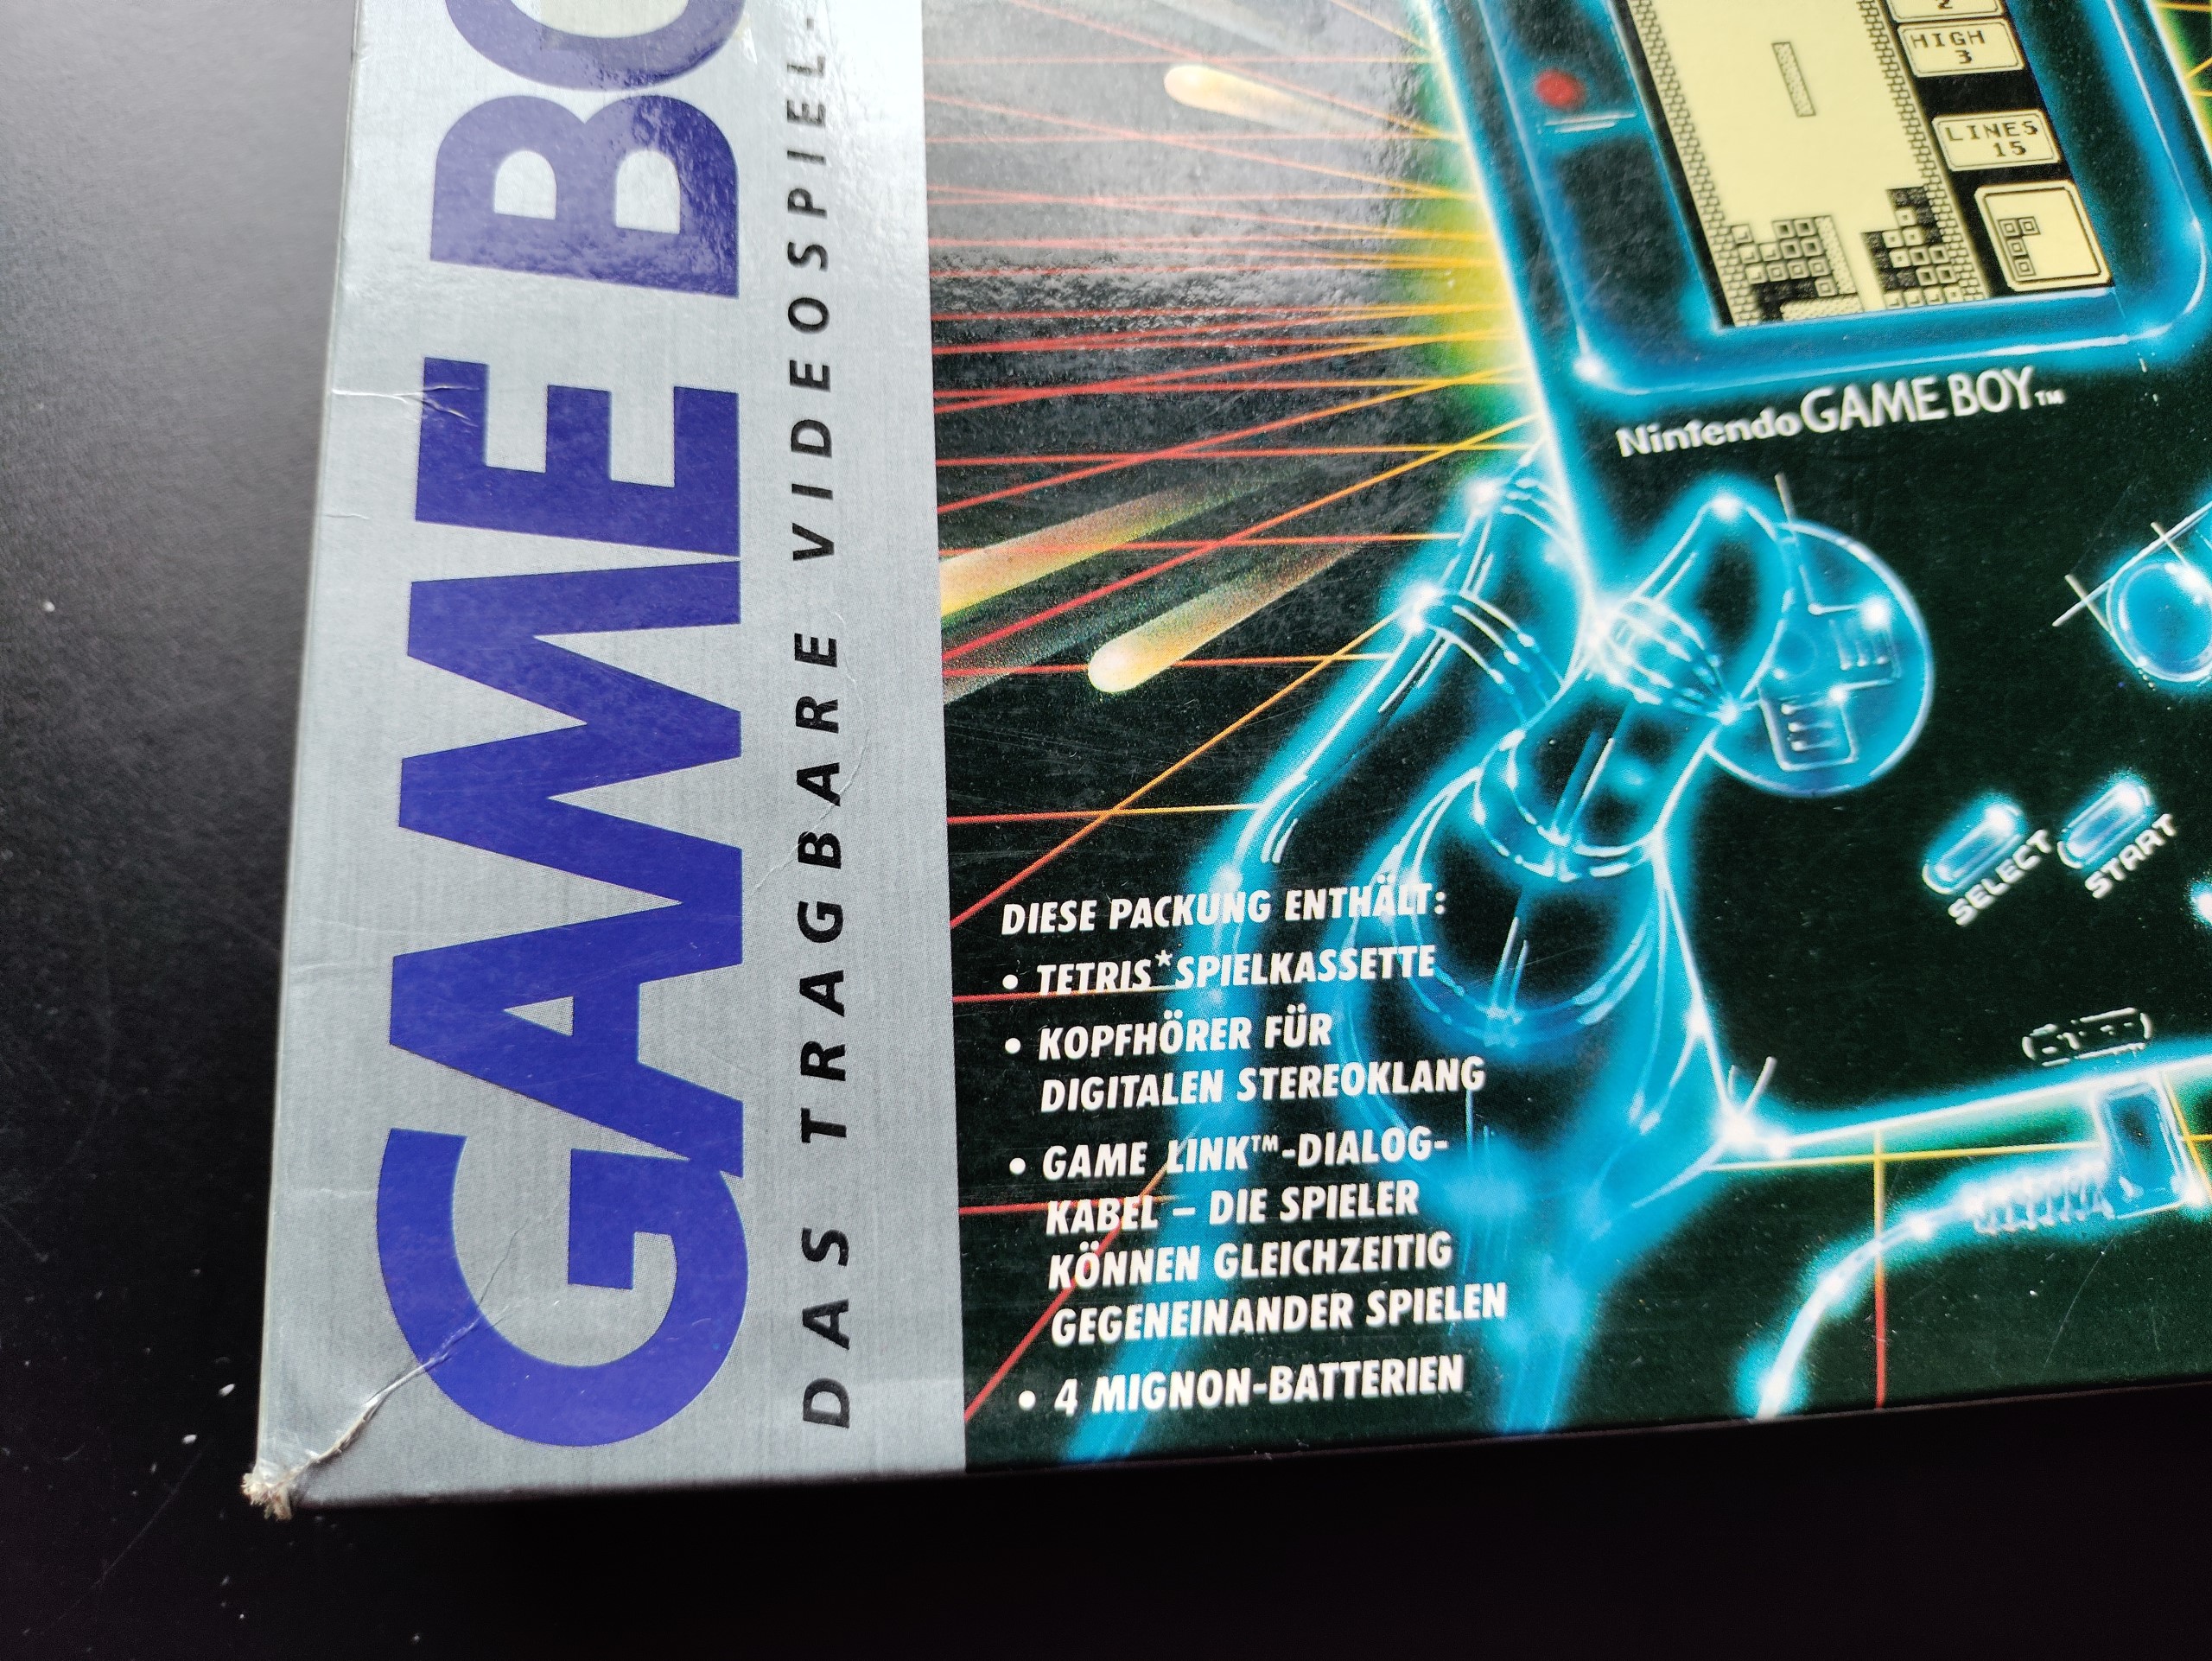 GAME BO
DAS TRAGBARE VIDEOSPIEL-
2
HIGH
3
LINES
15
Nintendo GAME BOY™
SELECT
START
DIESE PACKUNG ENTHÄLT:
• TETRIS* SPIELKASSETTE
• KOPFHÖRER FÜR
DIGITALEN STEREOKLANG
• GAME LINK™-DIALOG-
KABEL – DIE SPIELER
KÖNNEN GLEICHZEITIG
GEGENEINANDER SPIELEN
• 4 MIGNON-BATTERIEN